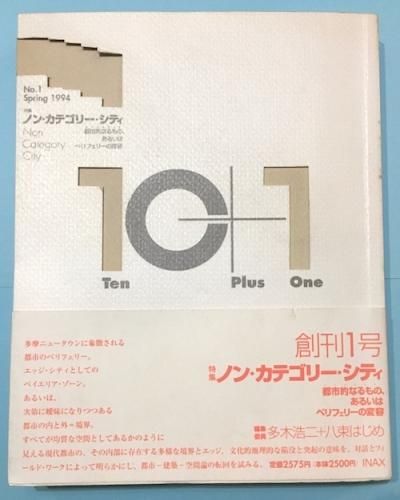 No.1
Spring 1994
特集
ノン・カテゴリー・シティ
Non
Category
City
都市的なるもの、
あるいは
ペリフェリーの変容
10+1
Ten Plus One
創刊1号
特集 ノン・カテゴリー・シティ
都市的なるもの、
あるいは
ペリフェリーの変容
編集委員 多木浩二+八束はじめ
定価2575円(本体2500円) INAX
多摩ニュータウンに象徴される
都市のペリフェリー。
エッジ・シティとしての
ベイエリア・ゾーン。
あるいは、
次第に曖昧になりつつある
都市の内と外=境界。
すべてが均質な空間としてあるかのように
見える現代都市の、その内部に存在する多様な境界とエッジ、文化的地理的な陥没と突起の意味を、対話とフィ
ールド・ワークによって明らかにし、都市-建築-空間論の転回を試みる。